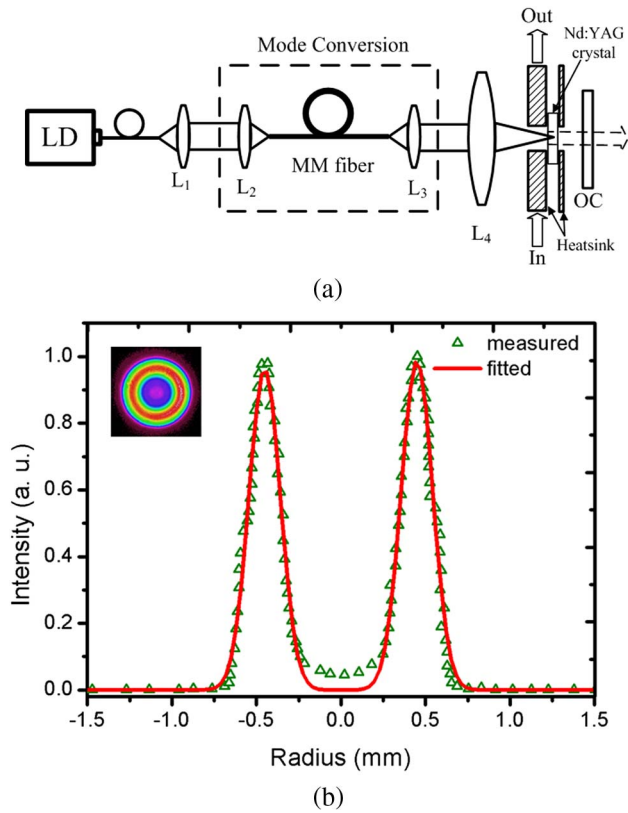 Out
Nd:YAG
crystal
Mode Conversion
LD
L1
L2
MM fiber
L3
L4
OC
Heatsink
In
(a)
measured
fitted
1.0
0.8
0.6
0.4
0.2
0.0
Intensity (a. u.)
-1.5
-1.0
-0.5
0.0
0.5
1.0
1.5
Radius (mm)
(b)